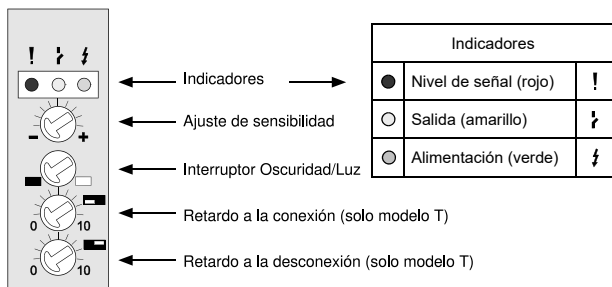 !
- +
0 10
0 10
Indicadores
Ajuste de sensibilidad
Interruptor Oscuridad/Luz
Retardo a la conexión (solo modelo T)
Retardo a la desconexión (solo modelo T)
Indicadores
Nivel de señal (rojo) !
Salida (amarillo)
Alimentación (verde)